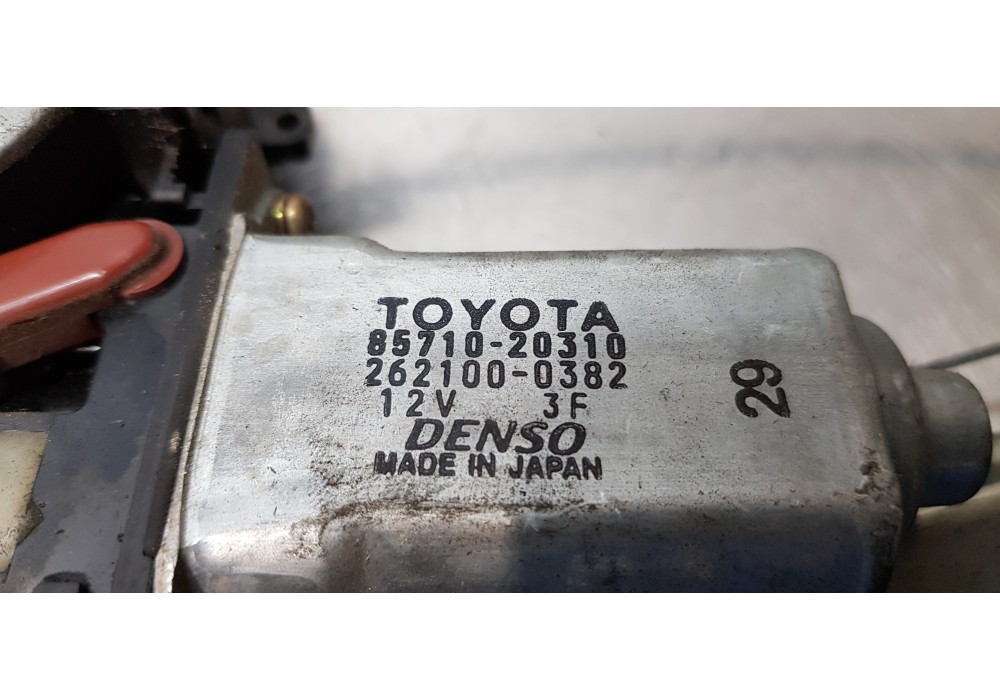 TOYOTA
85710-20310
262100-0382
12V 3F
DENSO
MADE IN JAPAN
29